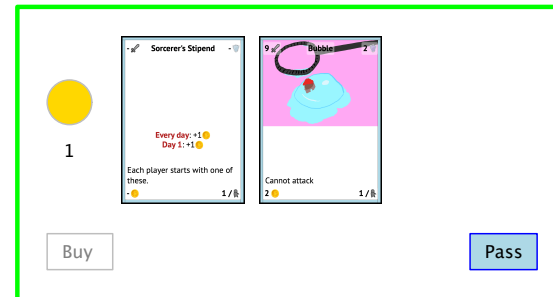 - Sorcerer's Stipend -
9 Bubble 2
1
Every day: +1
Day 1: +1
Each player starts with one of
these.
- 1 /
Cannot attack
2 1 /
Buy
Pass